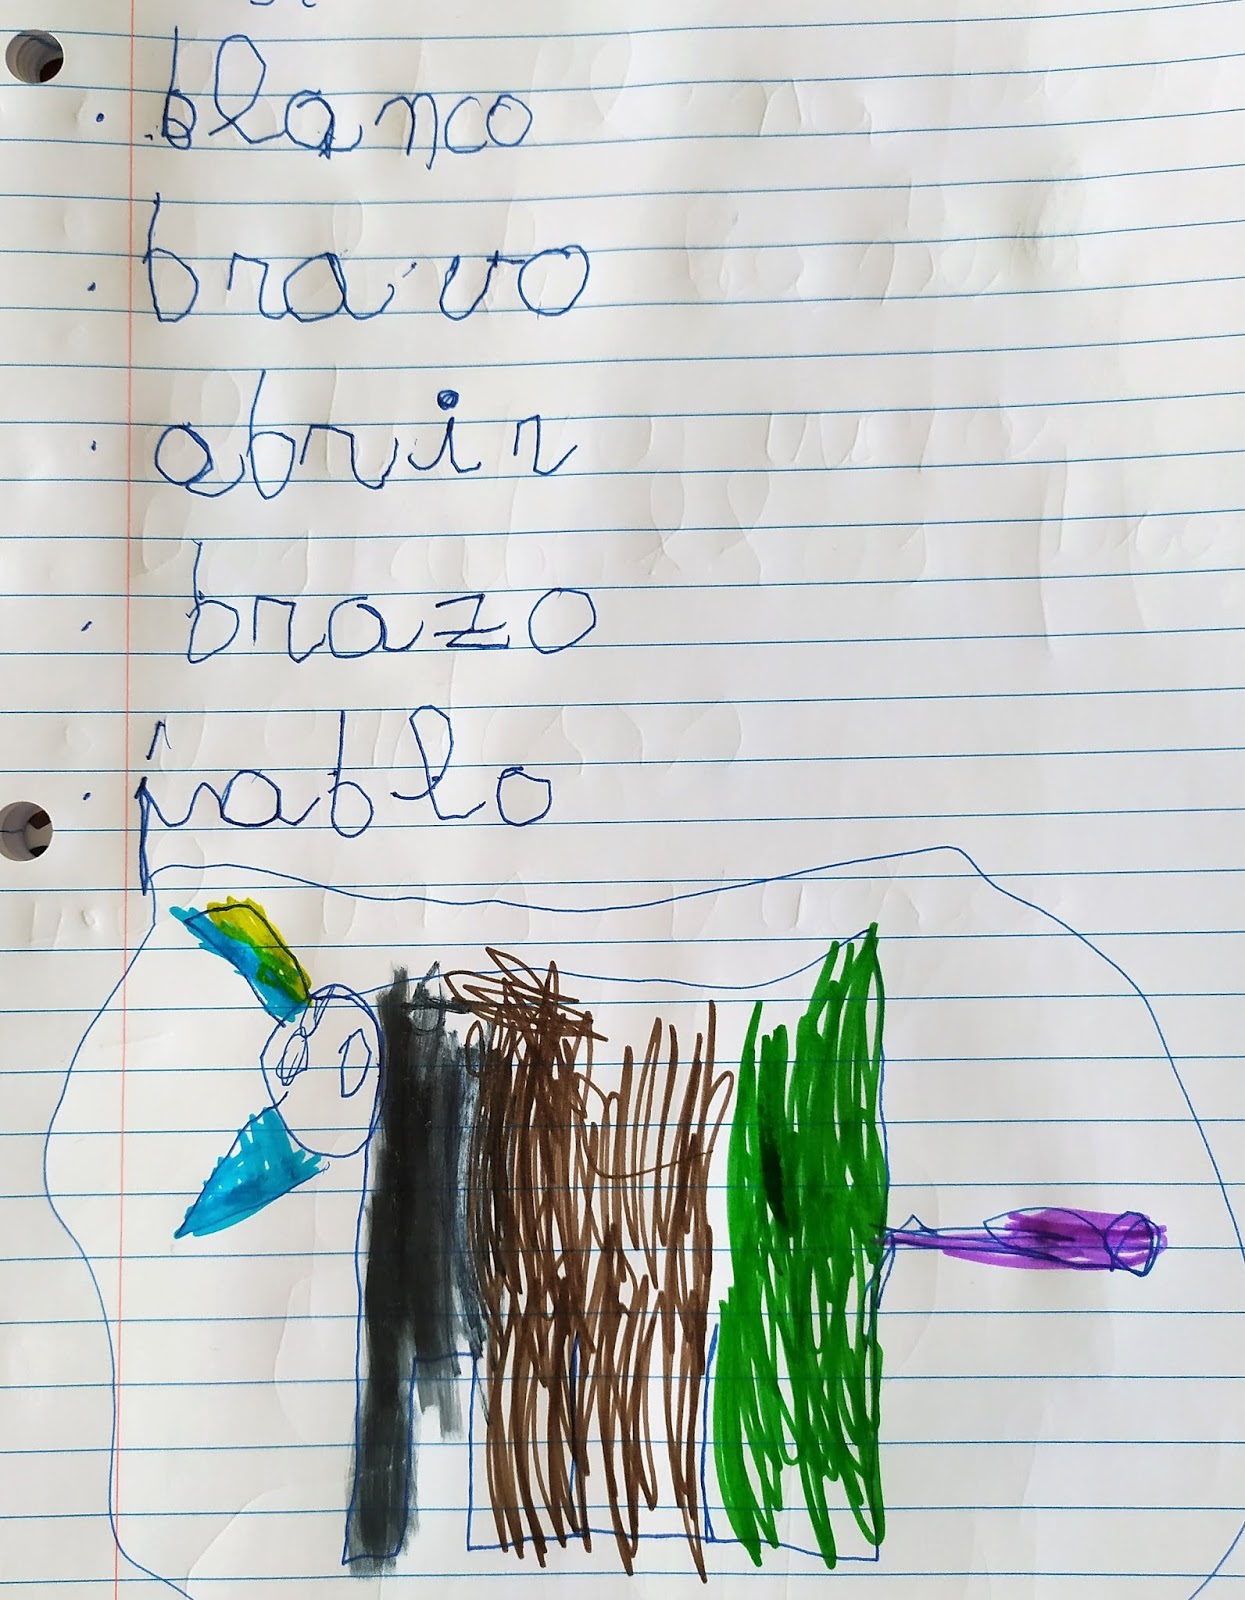 · blanco
· bravo
· abrir
· brazo
· pablo